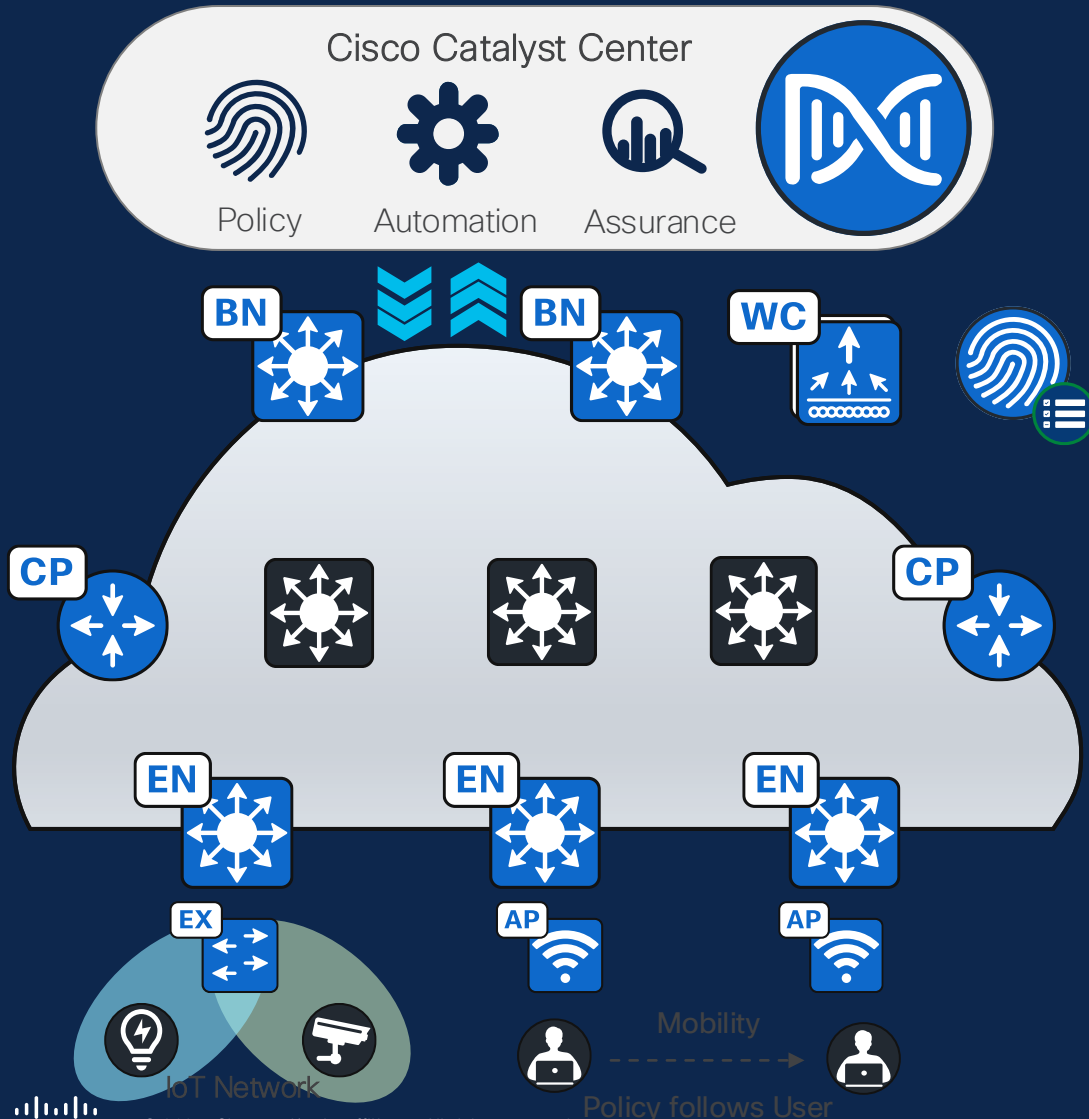 Cisco Catalyst Center
Policy
Automation
Assurance
BN
BN
WC
CP
CP
EN
EN
EN
EX
AP
AP
Mobility
IoT Network
Policy follows User